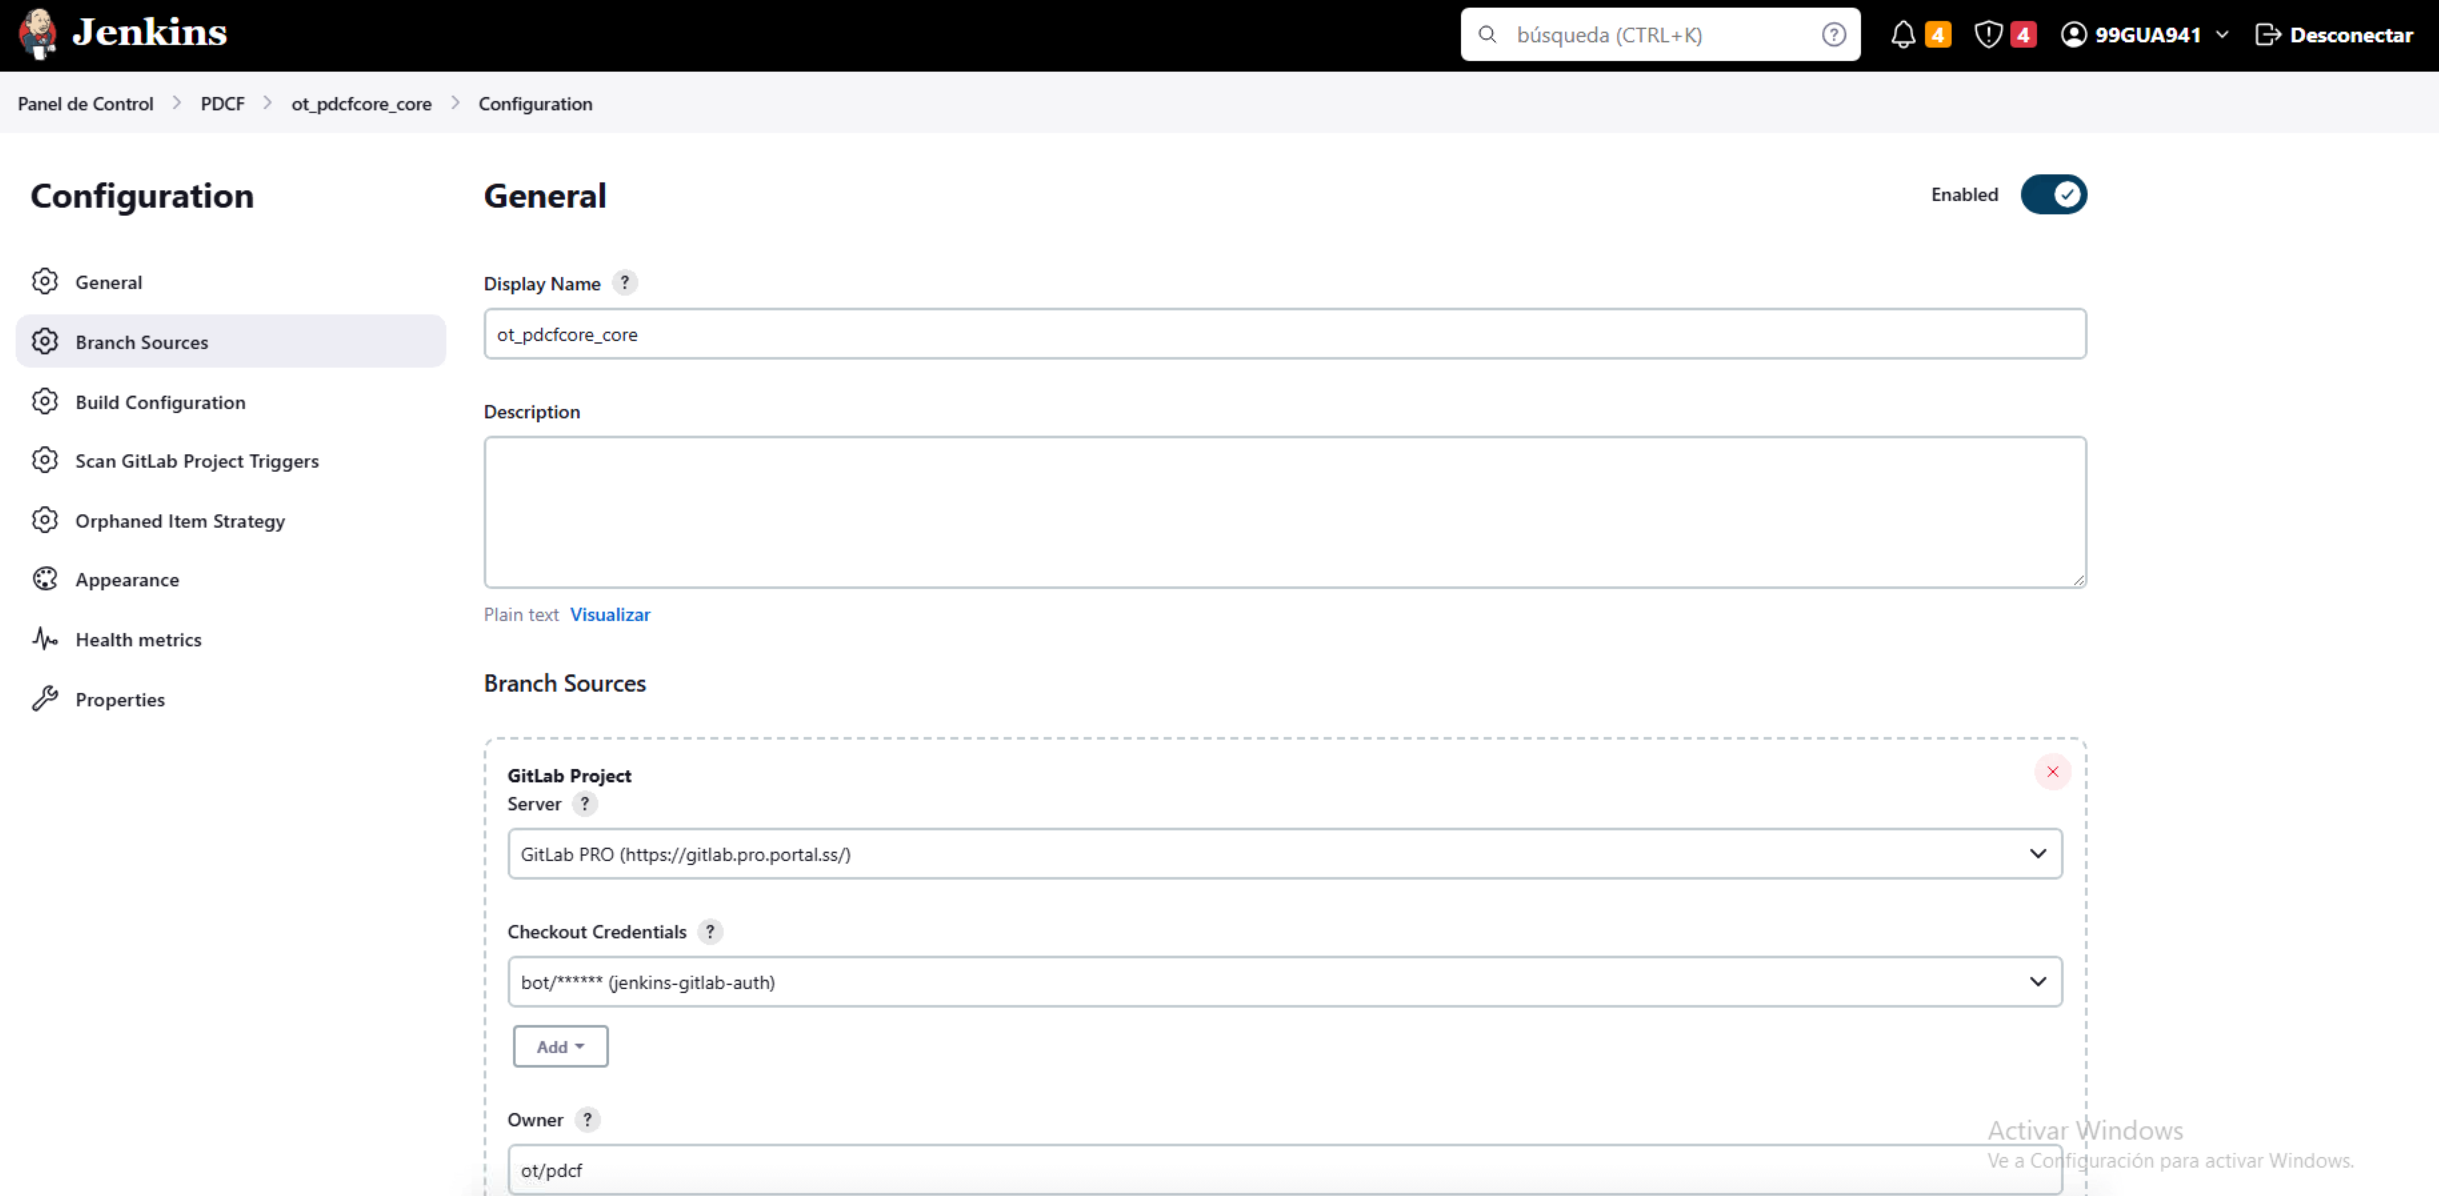 Jenkins
búsqueda (CTRL+K)
?
4
4
99GUA941
Desconectar
Panel de Control > PDCF > ot_pdcfcore_core > Configuration
Configuration
General
Branch Sources
Build Configuration
Scan GitLab Project Triggers
Orphaned Item Strategy
Appearance
Health metrics
Properties
General
Enabled
Display Name ?
ot_pdcfcore_core
Description
Plain text Visualizar
Branch Sources
GitLab Project
Server ?
GitLab PRO (https://gitlab.pro.portal.ss/)
Checkout Credentials ?
bot/****** (jenkins-gitlab-auth)
Add
Owner ?
ot/pdcf
Activar Windows
Ve a Configuración para activar Windows.